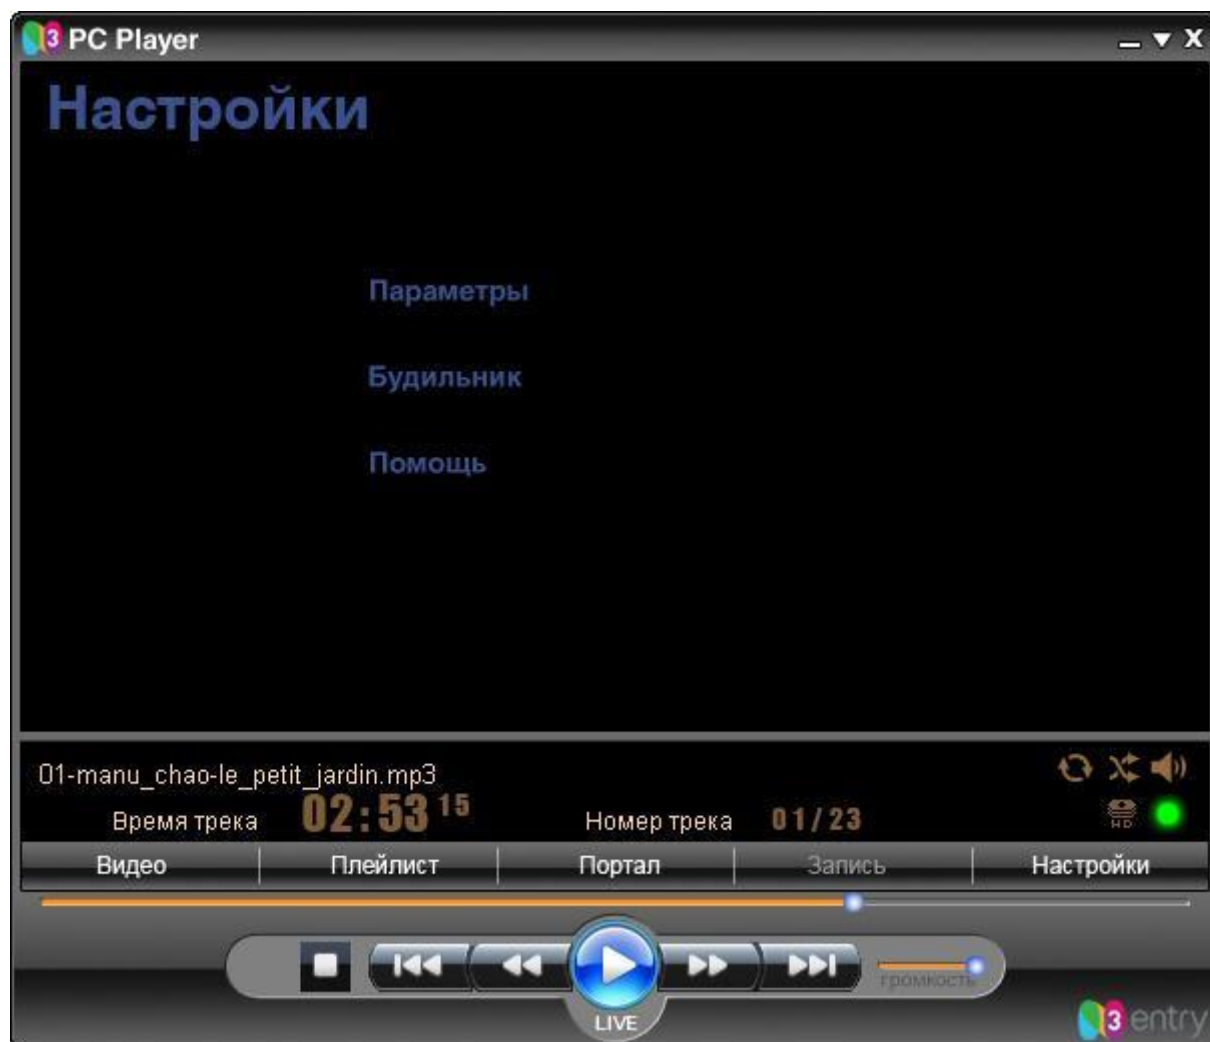 3 PC Player
Настройки
Параметры
Будильник
Помощь
01-manu_chao-le_petit_jardin.mp3
Время трека 02:53 15 Номер трека 01/23 HD
Видео Плейлист Портал Запись Настройки
громкость
LIVE
3 entry